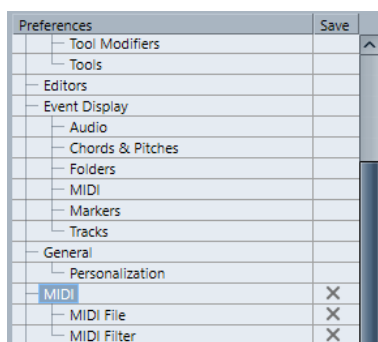 Preferences Save
Tool Modifiers
Tools
Editors
Event Display
Audio
Chords & Pitches
Folders
MIDI
Markers
Tracks
General
Personalization
MIDI
MIDI File
MIDI Filter